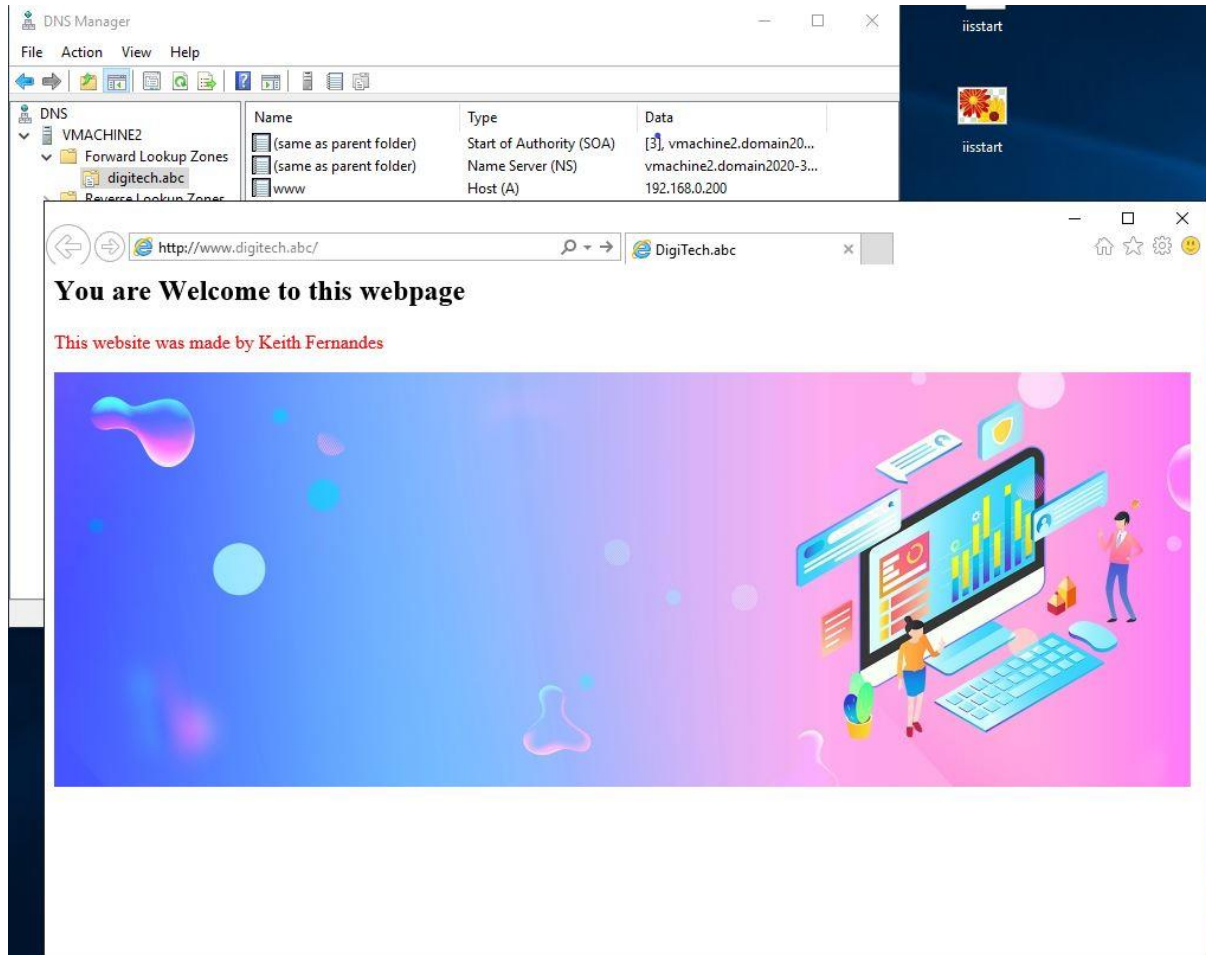 DNS Manager
File Action View Help
iisstart
DNS
VMACHINE2
Forward Lookup Zones
digitech.abc
Reverse Lookup Zones
Name Type Data
(same as parent folder) Start of Authority (SOA) [3], vmachine2.domain20...
(same as parent folder) Name Server (NS) vmachine2.domain2020-3...
www Host (A) 192.168.0.200
iisstart
http://www.digitech.abc/
DigiTech.abc
You are Welcome to this webpage
This website was made by Keith Fernandes